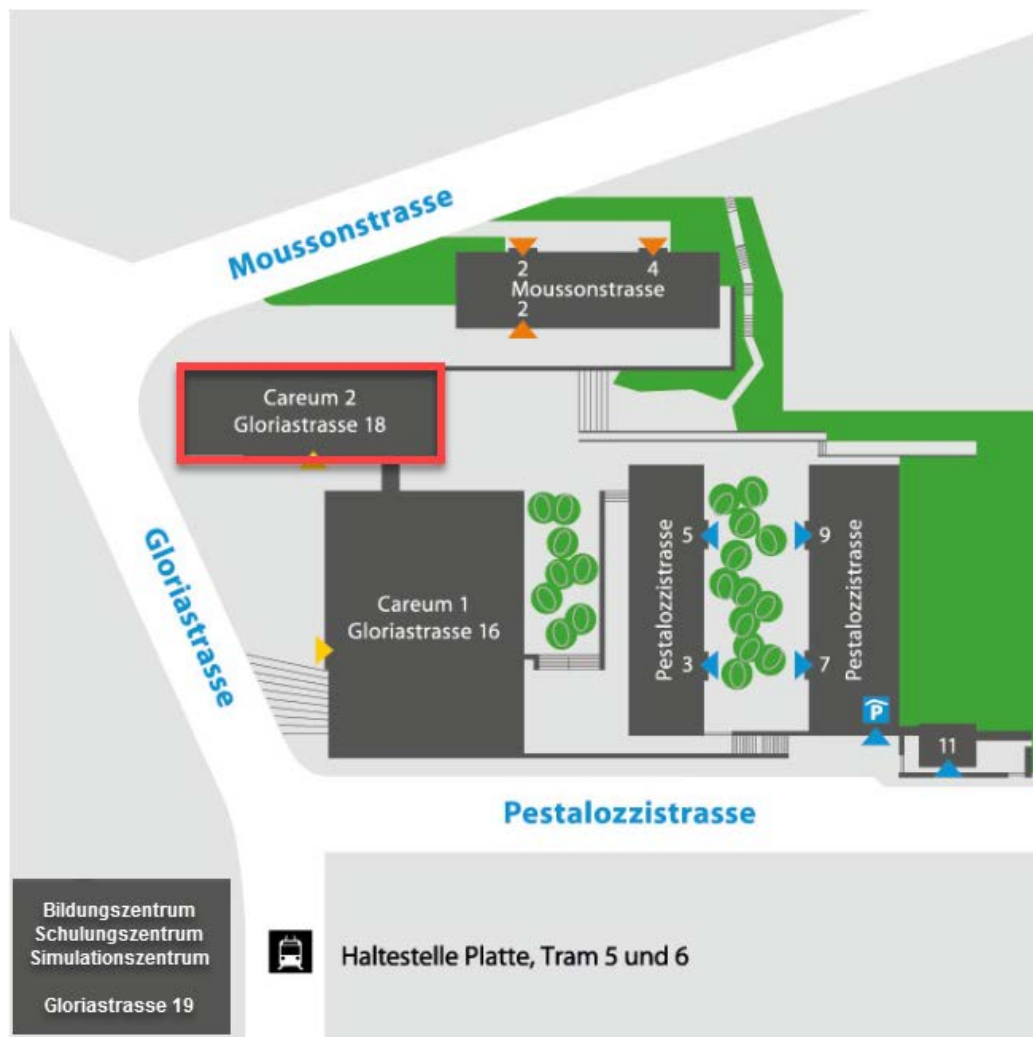 Moussonstrasse
2
4
Moussonstrasse
2
Careum 2
Gloriastrasse 18
Gloriastrasse
Careum 1
Gloriastrasse 16
Pestalozzistrasse
5
3
9
7
Pestalozzistrasse
P
11
Pestalozzistrasse
Bildungszentrum
Schulungszentrum
Simulationszentrum
Gloriastrasse 19
Haltestelle Platte, Tram 5 und 6